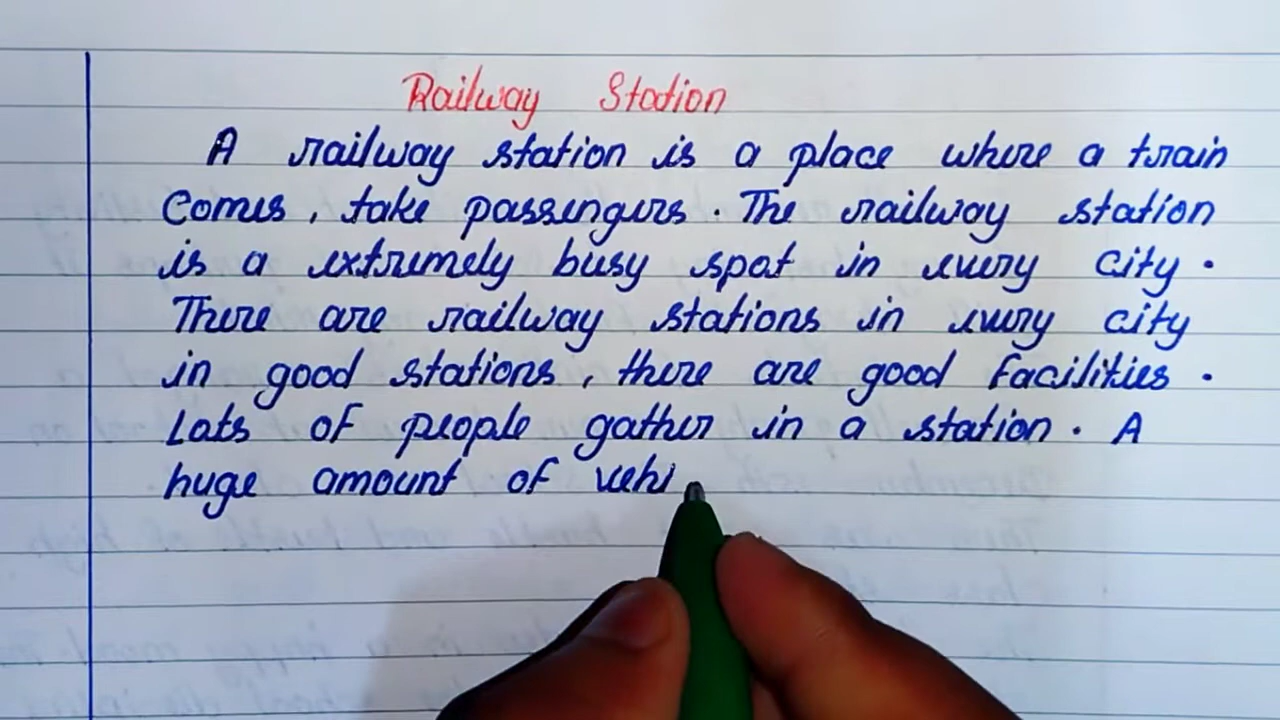 Railway Station
A railway station is a place where a train
comes, take passengers. The railway station
is a extremely busy spot in every city.
There are railway stations in every city
in good stations, there are good facilities.
Lots of people gather in a station. A
huge amount of vehi